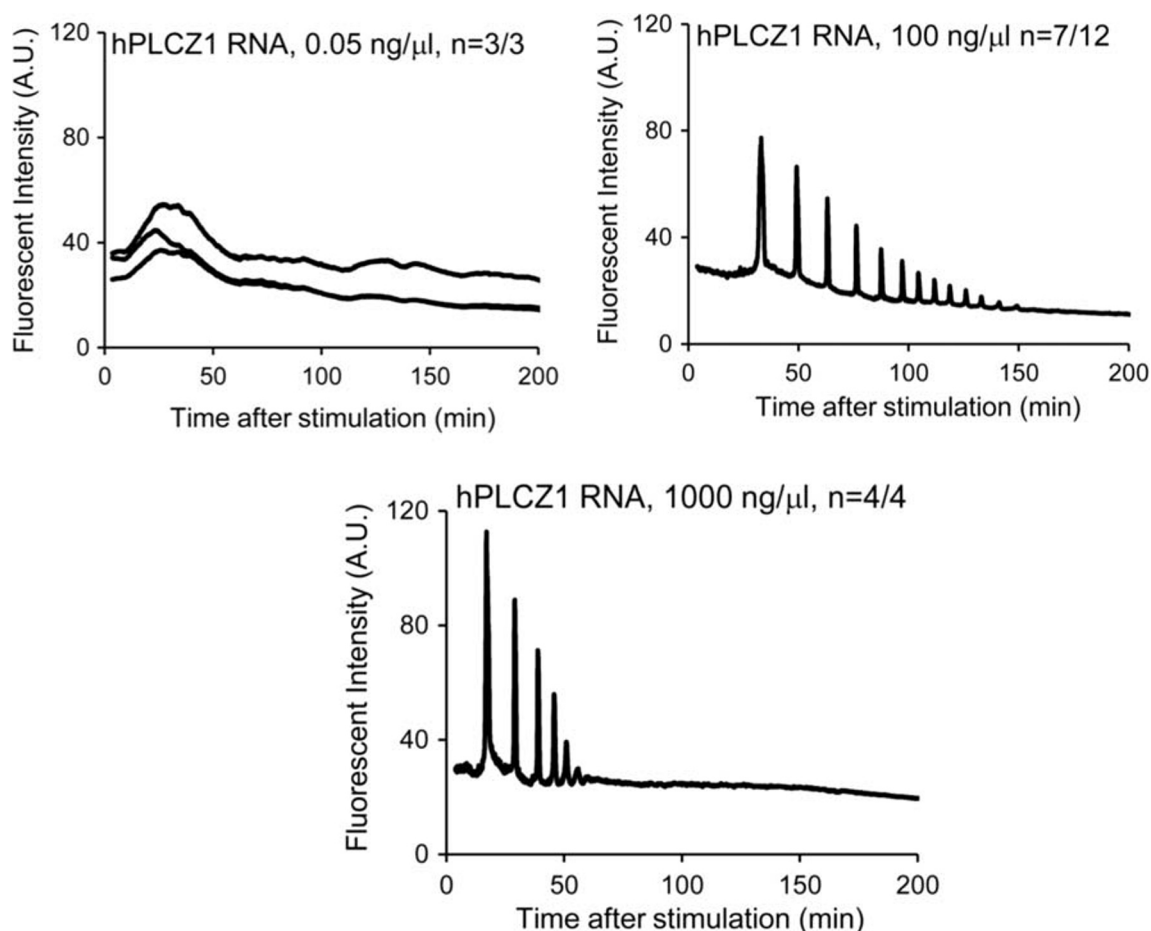 hPLCZ1 RNA, 0.05 ng/μl, n=3/3
Fluorescent Intensity (A.U.)
120
80
40
0
0 50 100 150 200
Time after stimulation (min)
hPLCZ1 RNA, 100 ng/μl n=7/12
Fluorescent Intensity (A.U.)
120
80
40
0
0 50 100 150 200
Time after stimulation (min)
hPLCZ1 RNA, 1000 ng/μl, n=4/4
Fluorescent Intensity (A.U.)
120
80
40
0
0 50 100 150 200
Time after stimulation (min)